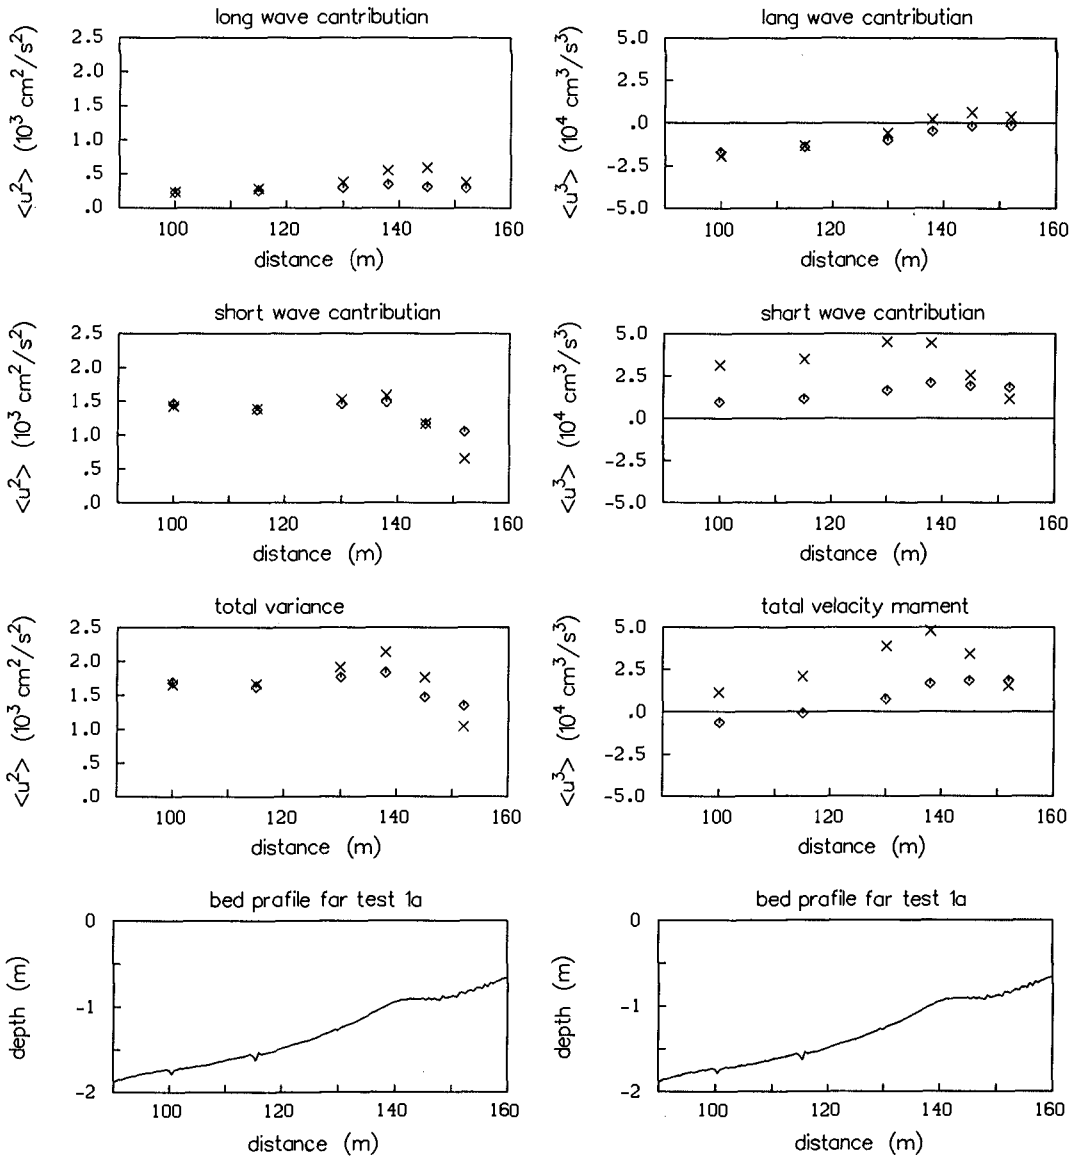 long wave cantribution
<u²> (10³ cm²/s²)
2.5
2.0
1.5
1.0
.5
.0
100 120 140 160
distance (m)
lang wave cantribution
<u³> (10⁴ cm³/s³)
5.0
2.5
.0
-2.5
-5.0
100 120 140 160
distance (m)
short wave cantribution
<u²> (10³ cm²/s²)
2.5
2.0
1.5
1.0
.5
.0
100 120 140 160
distance (m)
shart wave cantribution
<u³> (10⁴ cm³/s³)
5.0
2.5
.0
-2.5
-5.0
100 120 140 160
distance (m)
total variance
<u²> (10³ cm²/s²)
2.5
2.0
1.5
1.0
.5
.0
100 120 140 160
distance (m)
tatal velacity mament
<u³> (10⁴ cm³/s³)
5.0
2.5
.0
-2.5
-5.0
100 120 140 160
distance (m)
bed prafile far test 1a
depth (m)
0
-1
-2
100 120 140 160
distance (m)
bed prafile far test 1a
depth (m)
0
-1
-2
100 120 140 160
distance (m)